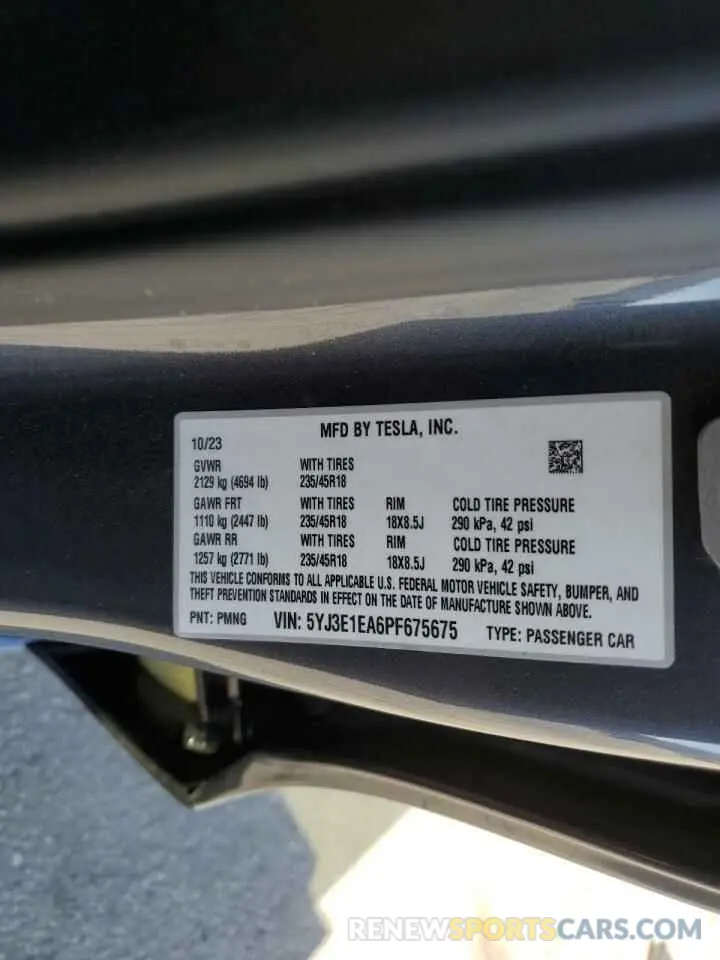 MFD BY TESLA, INC.
10/23
GVWR WITH TIRES
2129 kg (4694 lb) 235/45R18
GAWR FRT WITH TIRES RIM COLD TIRE PRESSURE
1110 kg (2447 lb) 235/45R18 18X8.5J 290 kPa, 42 psi
GAWR RR WITH TIRES RIM COLD TIRE PRESSURE
1257 kg (2771 lb) 235/45R18 18X8.5J 290 kPa, 42 psi
THIS VEHICLE CONFORMS TO ALL APPLICABLE U.S. FEDERAL MOTOR VEHICLE SAFETY, BUMPER, AND
THEFT PREVENTION STANDARDS IN EFFECT ON THE DATE OF MANUFACTURE SHOWN ABOVE.
PNT: PMNG VIN: 5YJ3E1EA6PF675675 TYPE: PASSENGER CAR
RENEWSPORTSCARS.COM